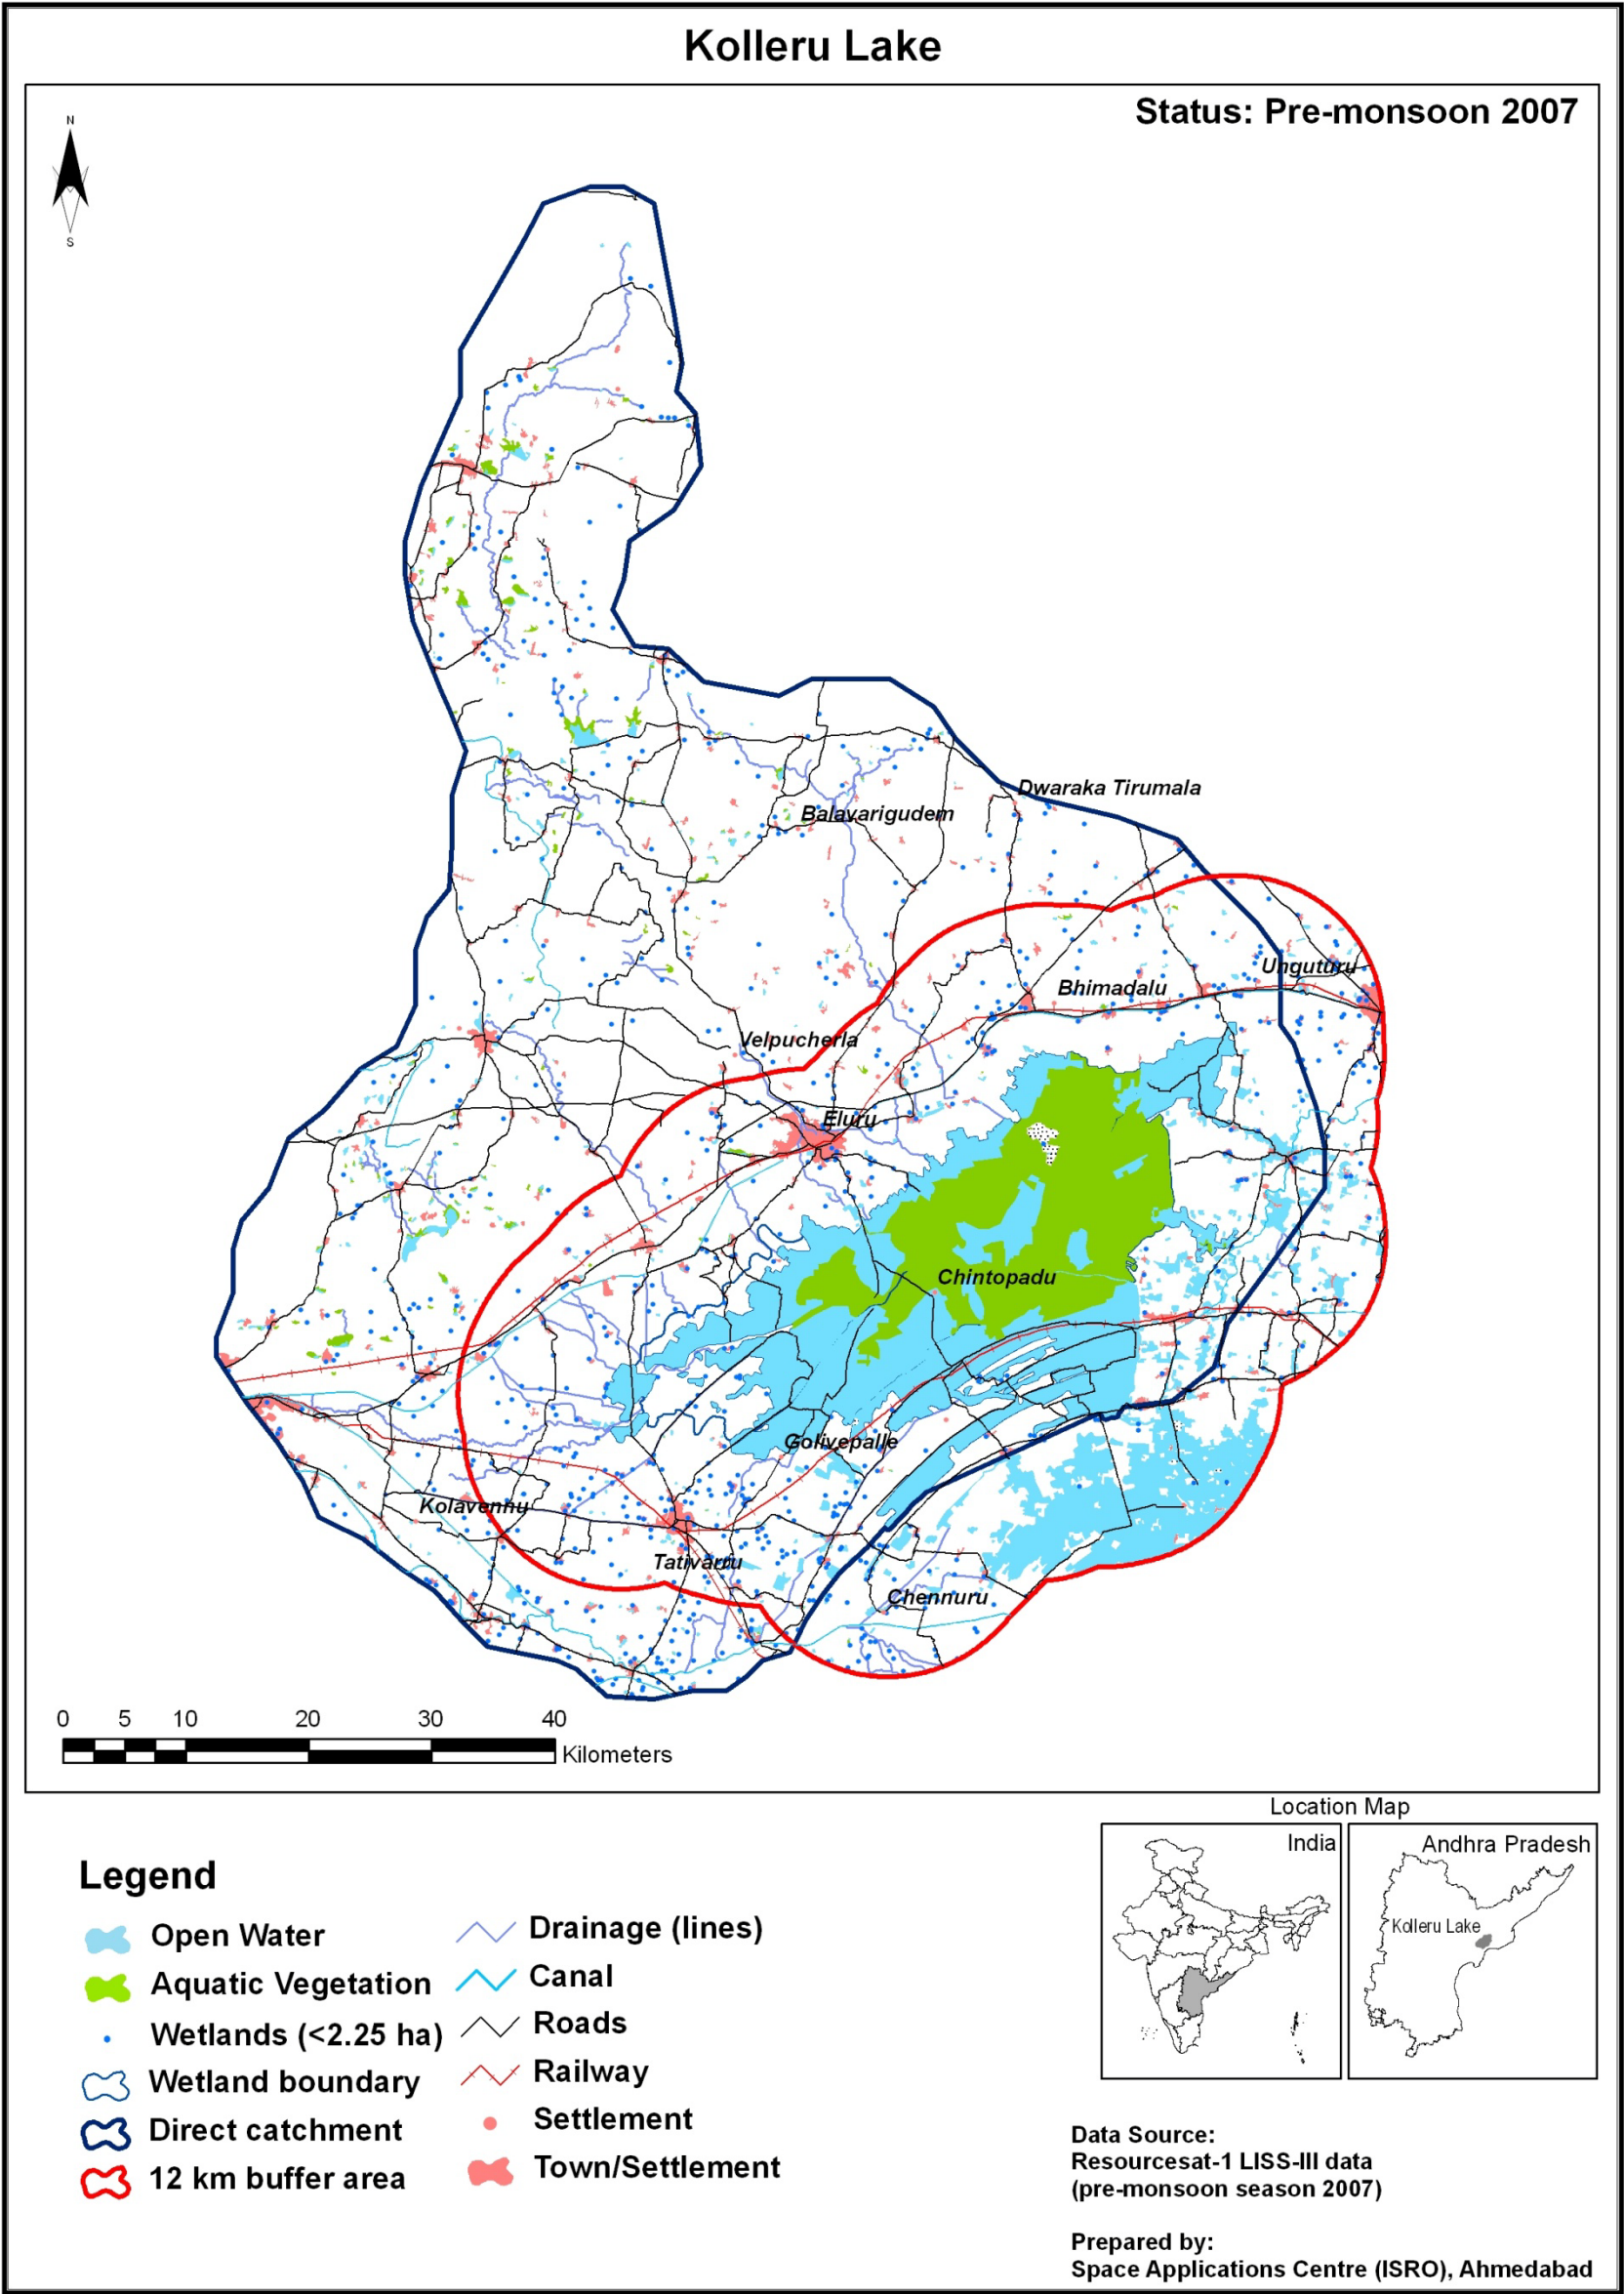 Kolleru Lake
Status: Pre-monsoon 2007
N
S
Dwaraka Tirumala
Balavarigudem
Unguturu
Bhimadalu
Velpucherla
Eluru
Chintopadu
Golivepalle
Kolavennu
Tativarru
Chennuru
0 5 10 20 30 40
Kilometers
Location Map
India
Andhra Pradesh
Kolleru Lake
Legend
Open Water
Aquatic Vegetation
Wetlands (<2.25 ha)
Wetland boundary
Direct catchment
12 km buffer area
Drainage (lines)
Canal
Roads
Railway
Settlement
Town/Settlement
Data Source:
Resourcesat-1 LISS-III data
(pre-monsoon season 2007)
Prepared by:
Space Applications Centre (ISRO), Ahmedabad